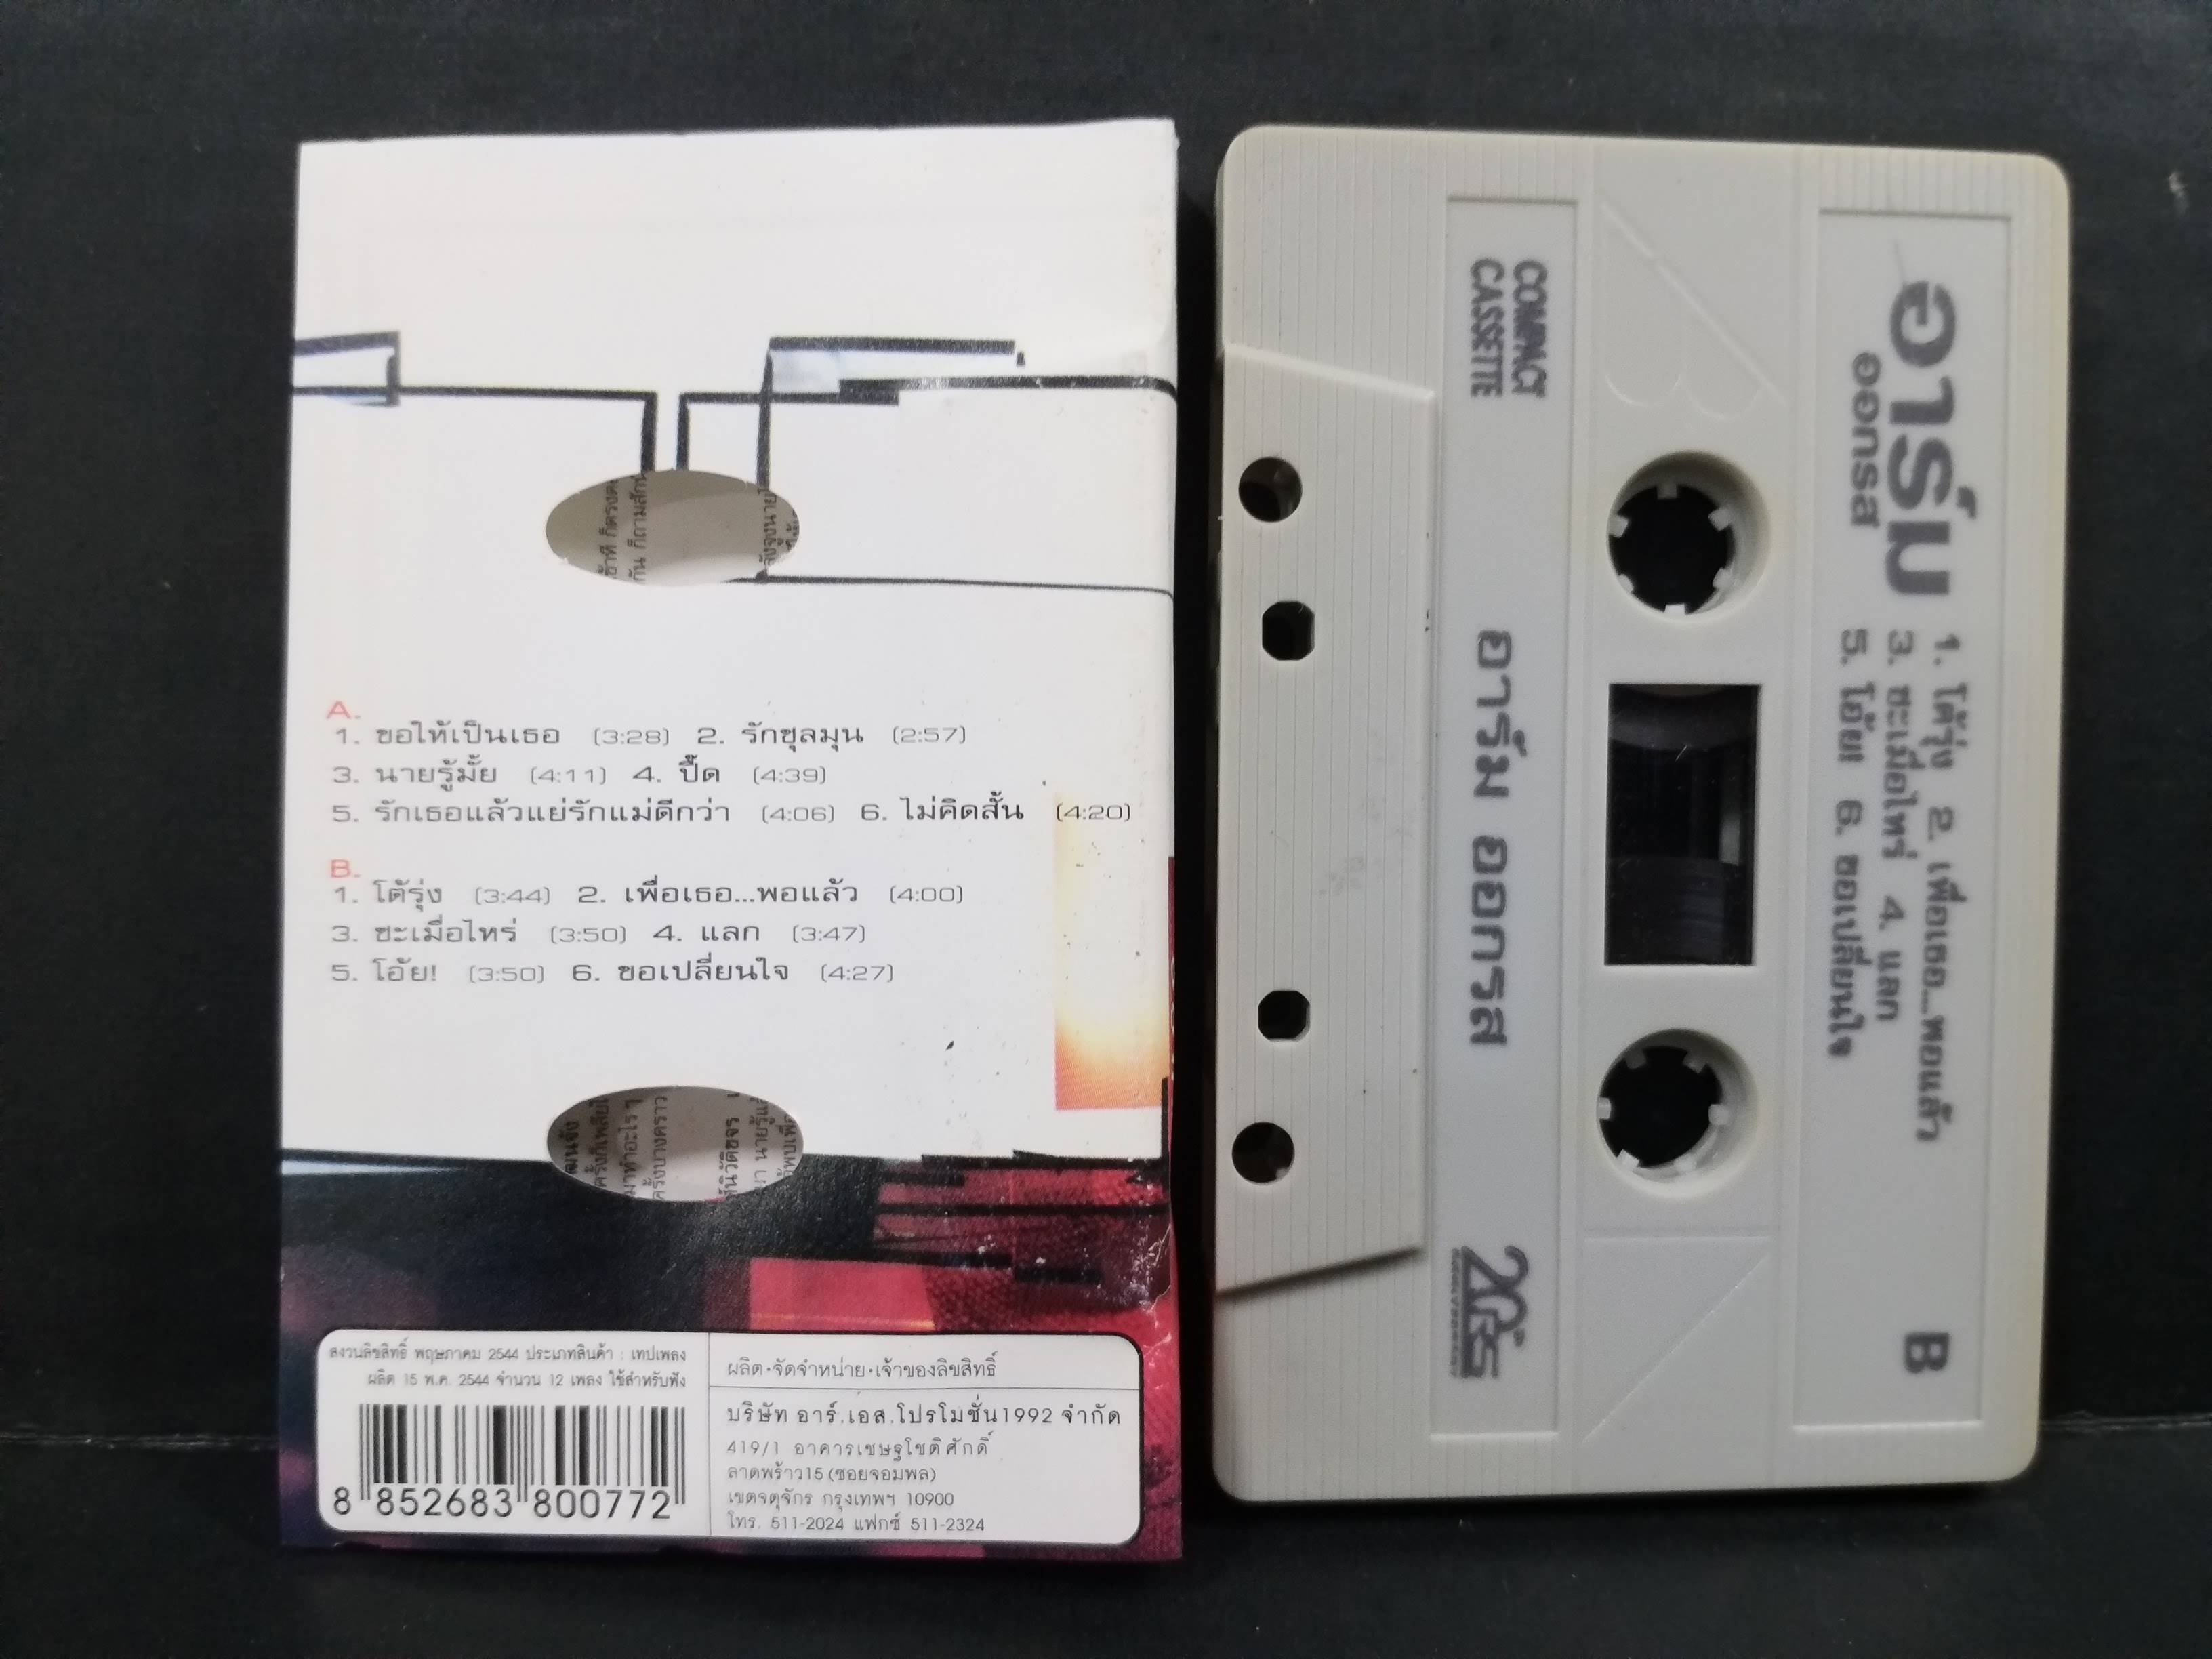 A.
1. ขอให้เป็นเธอ (3:28) 2. รักชุลมุน (2:57)
3. นายรู้มั้ย (4:11) 4. ปิ๊ด (4:39)
5. รักเธอแล้วแย่รักแม่ดีกว่า (4:06) 6. ไม่คิดสั้น (4:20)
B.
1. โต้รุ่ง (3:44) 2. เพื่อเธอ...พอแล้ว (4:00)
3. ชะเมื่อไหร่ (3:50) 4. แลก (3:47)
5. โอ้ย! (3:50) 6. ขอเปลี่ยนใจ (4:27)
สงวนลิขสิทธิ์ พฤษภาคม 2544 ประเภทสินค้า : เทปเพลง
ผลิต 15 พ.ค. 2544 จำนวน 12 เพลง ใช้สำหรับฟัง
8 852683 800772
ผลิต·จัดจำหน่าย·เจ้าของลิขสิทธิ์
บริษัท อาร์.เอส.โปรโมชั่น1992 จำกัด
419/1 อาคารเชษฐโชติศักดิ์
ลาดพร้าว15 (ซอยจอมพล)
เขตจตุจักร กรุงเทพฯ 10900
โทร. 511-2024 แฟกซ์ 511-2324
อาร์ม
ออกรส
1. โต้รุ่ง 2. เพื่อเธอ...พอแล้ว
3. ชะเมื่อไหร่ 4. แลก
5. โอ้ย! 6. ขอเปลี่ยนใจ
B
COMPACT
CASSETTE
อาร์ม ออกรส